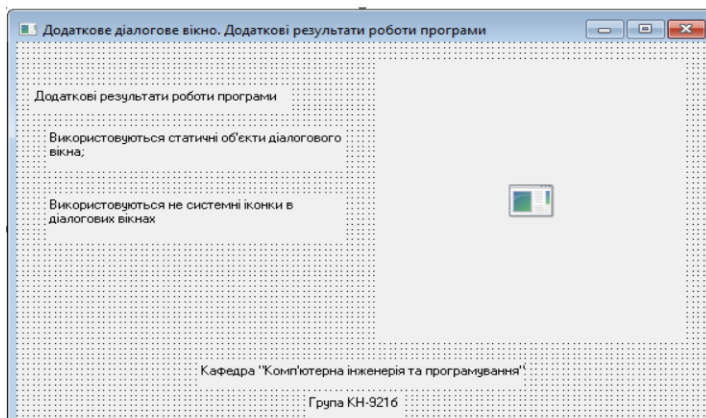 Додаткове діалогове вікно. Додаткові результати роботи програми
Додаткові результати роботи програми
Використовуються статичні об'єкти діалогового
вікна;
Використовуються не системні іконки в
діалогових вікнах
Кафедра "Комп'ютерна інженерія та програмування"
Група КН-921б